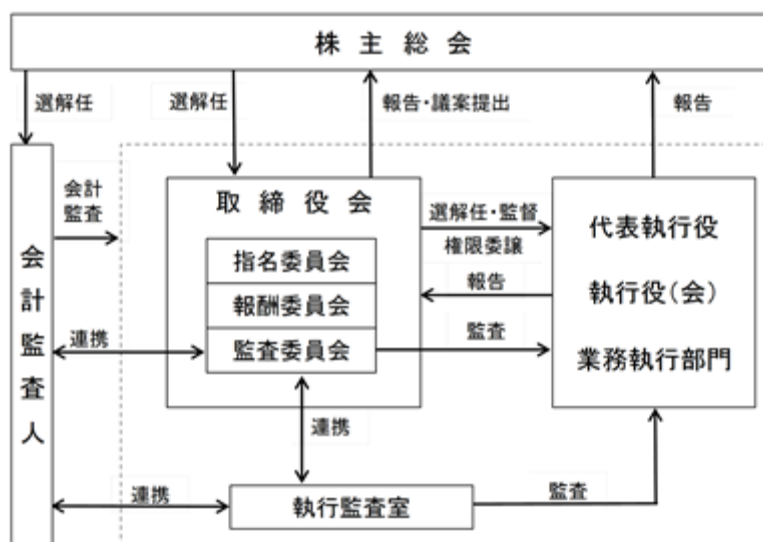 株主総会
選解任
選解任
報告・議案提出
報告
会計
監査
取締役会
選解任・監督
権限委譲
代表執行役
指名委員会
報告
執行役(会)
報酬委員会
会計監査人
連携
監査委員会
監査
業務執行部門
連携
連携
執行監査室
監査